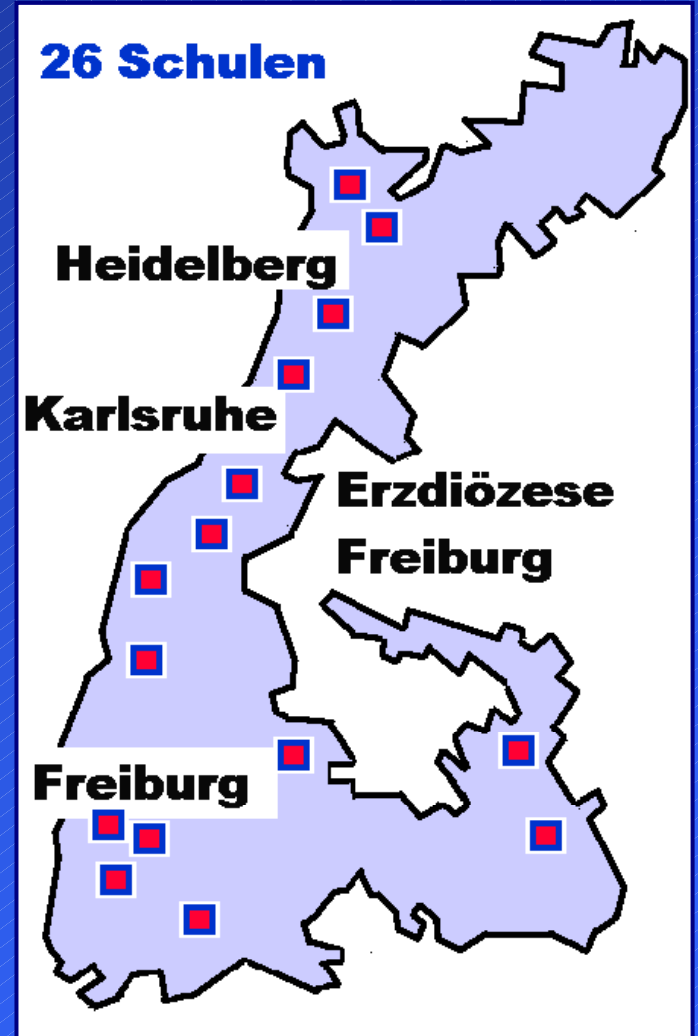 26 Schulen
Heidelberg
Karlsruhe
Erzdiözese
Freiburg
Freiburg